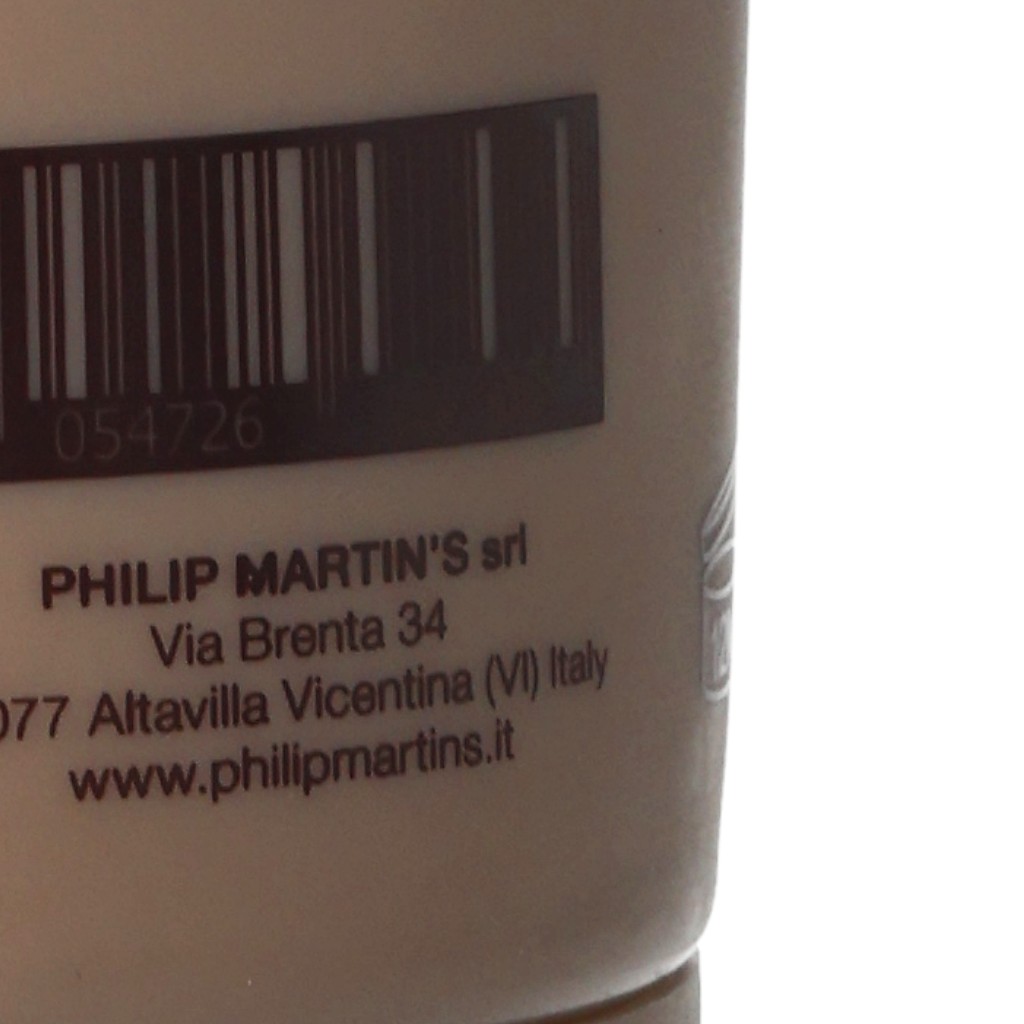 054726
PHILIP MARTIN'S srl
Via Brenta 34
077 Altavilla Vicentina (VI) Italy
www.philipmartins.it